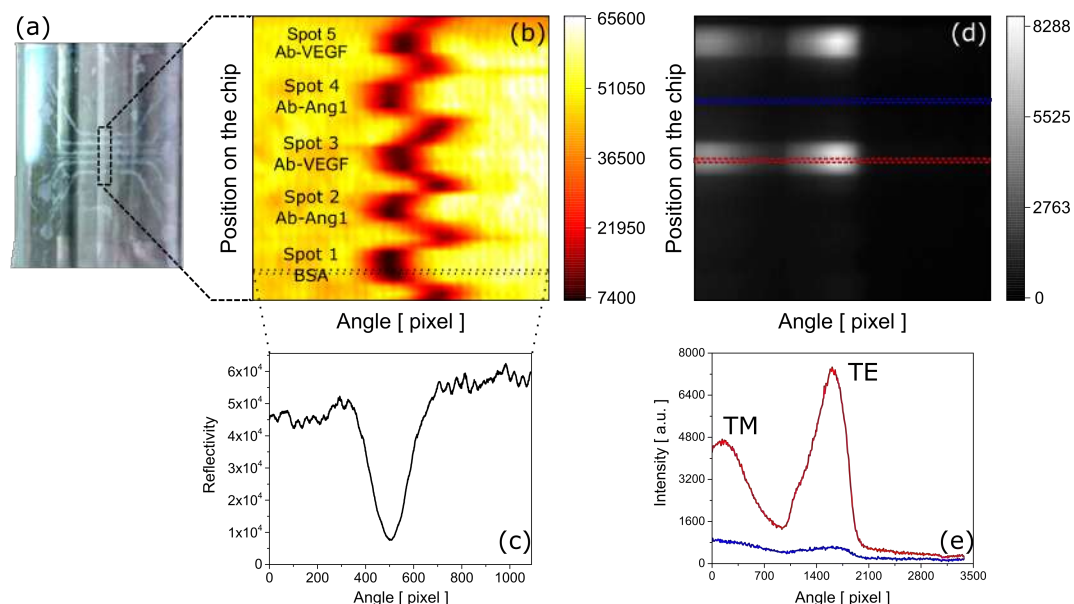 (a)
(b)
Position on the chip
Spot 5
Ab-VEGF
Spot 4
Ab-Ang1
Spot 3
Ab-VEGF
Spot 2
Ab-Ang1
Spot 1
BSA
Angle [ pixel ]
65600
51050
36500
21950
7400
(d)
Position on the chip
Angle [ pixel ]
8288
5525
2763
0
(c)
Reflectivity
6x10⁴
5x10⁴
4x10⁴
3x10⁴
2x10⁴
1x10⁴
0
0 200 400 600 800 1000
Angle [ pixel ]
(e)
Intensity [ a.u. ]
8000
6400
4800
3200
1600
0
TM
TE
0 700 1400 2100 2800 3500
Angle [ pixel ]